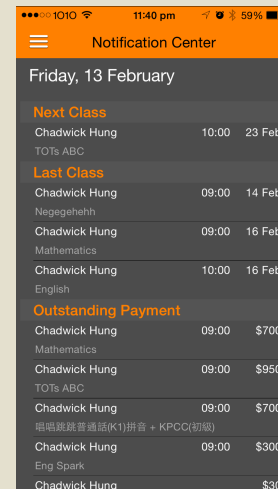 1010 11:40 pm 59%
Notification Center
Friday, 13 February
Next Class
Chadwick Hung 10:00 23 Feb
TOTs ABC
Last Class
Chadwick Hung 09:00 14 Feb
Negegehehh
Chadwick Hung 09:00 16 Feb
Mathematics
Chadwick Hung 10:00 16 Feb
English
Outstanding Payment
Chadwick Hung 09:00 $700
Mathematics
Chadwick Hung 09:00 $950
TOTs ABC
Chadwick Hung 09:00 $700
唱唱跳跳普通話(K1)拼音 + KPCC(初級)
Chadwick Hung 09:00 $300
Eng Spark
Chadwick Hung